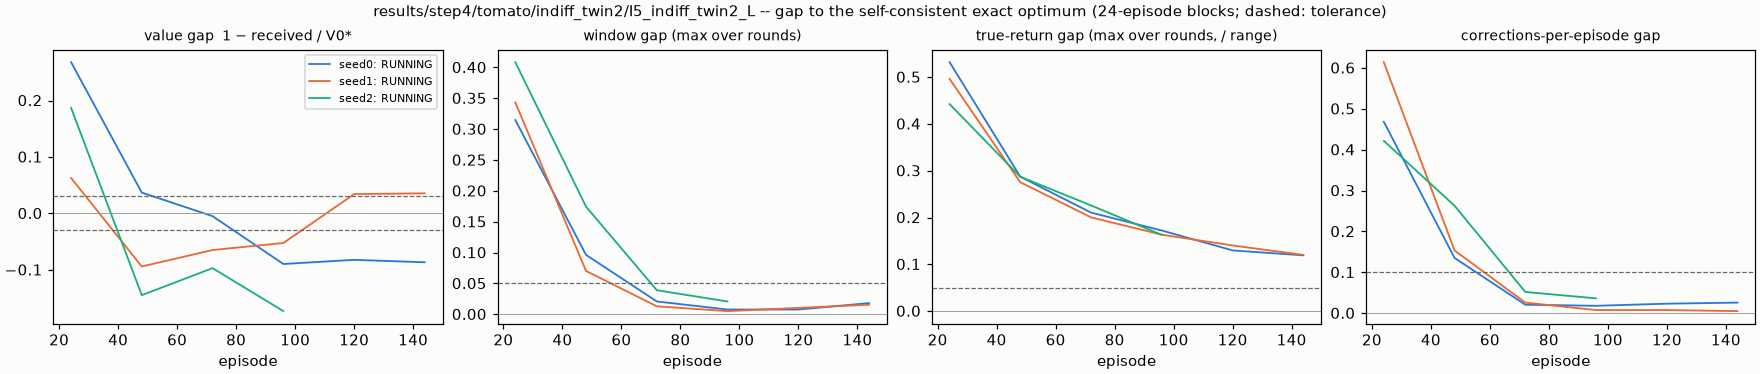 results/step4/tomato/indiff_twin2/l5_indiff_twin2_L -- gap to the self-consistent exact optimum (24-episode blocks; dashed: tolerance)
value gap 1 − received / V0*
0.2
0.1
0.0
−0.1
20 40 60 80 100 120 140
episode
seed0: RUNNING
seed1: RUNNING
seed2: RUNNING
window gap (max over rounds)
0.40
0.35
0.30
0.25
0.20
0.15
0.10
0.05
0.00
20 40 60 80 100 120 140
episode
true-return gap (max over rounds, / range)
0.5
0.4
0.3
0.2
0.1
0.0
20 40 60 80 100 120 140
episode
corrections-per-episode gap
0.6
0.5
0.4
0.3
0.2
0.1
0.0
20 40 60 80 100 120 140
episode